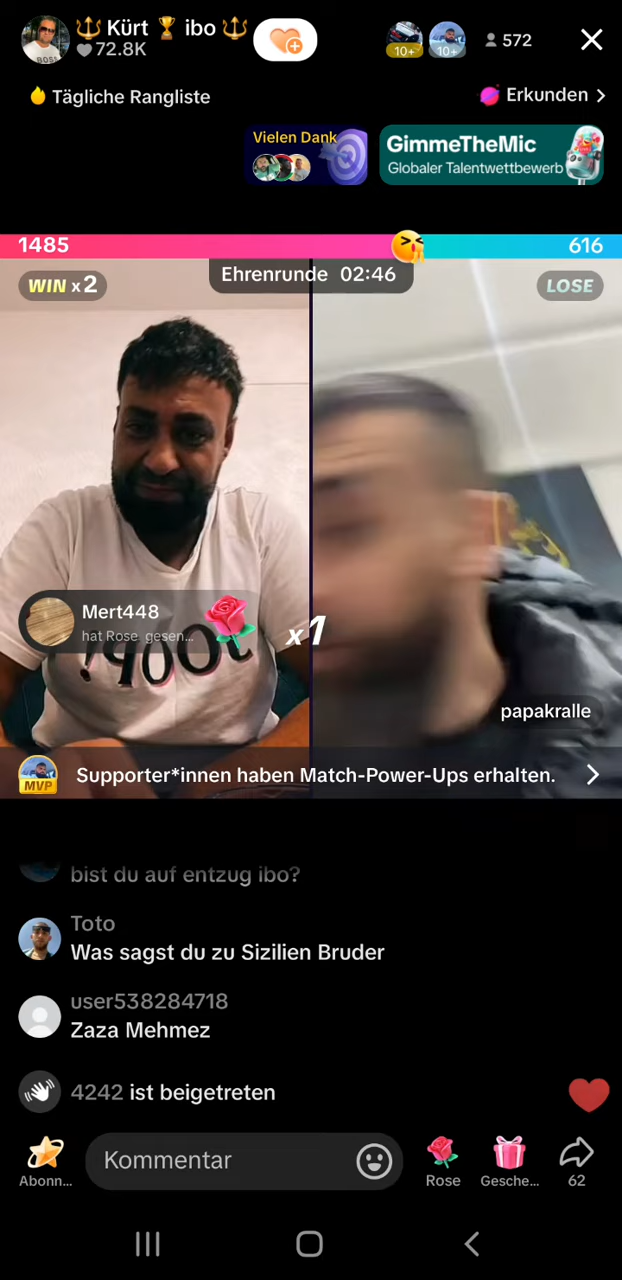 Kürt ibo
72.8K
10+
10+
572
Tägliche Rangliste
Erkunden
Vielen Dank
GimmeTheMic
Globaler Talentwettbewerb
1485
616
WIN x2
Ehrenrunde 02:46
LOSE
Mert448
hat Rose gesen...
x1
papakralle
MVP
Supporter*innen haben Match-Power-Ups erhalten.
bist du auf entzug ibo?
Toto
Was sagst du zu Sizilien Bruder
user538284718
Zaza Mehmez
4242 ist beigetreten
Kommentar
Abonn...
Rose
Gesche...
62